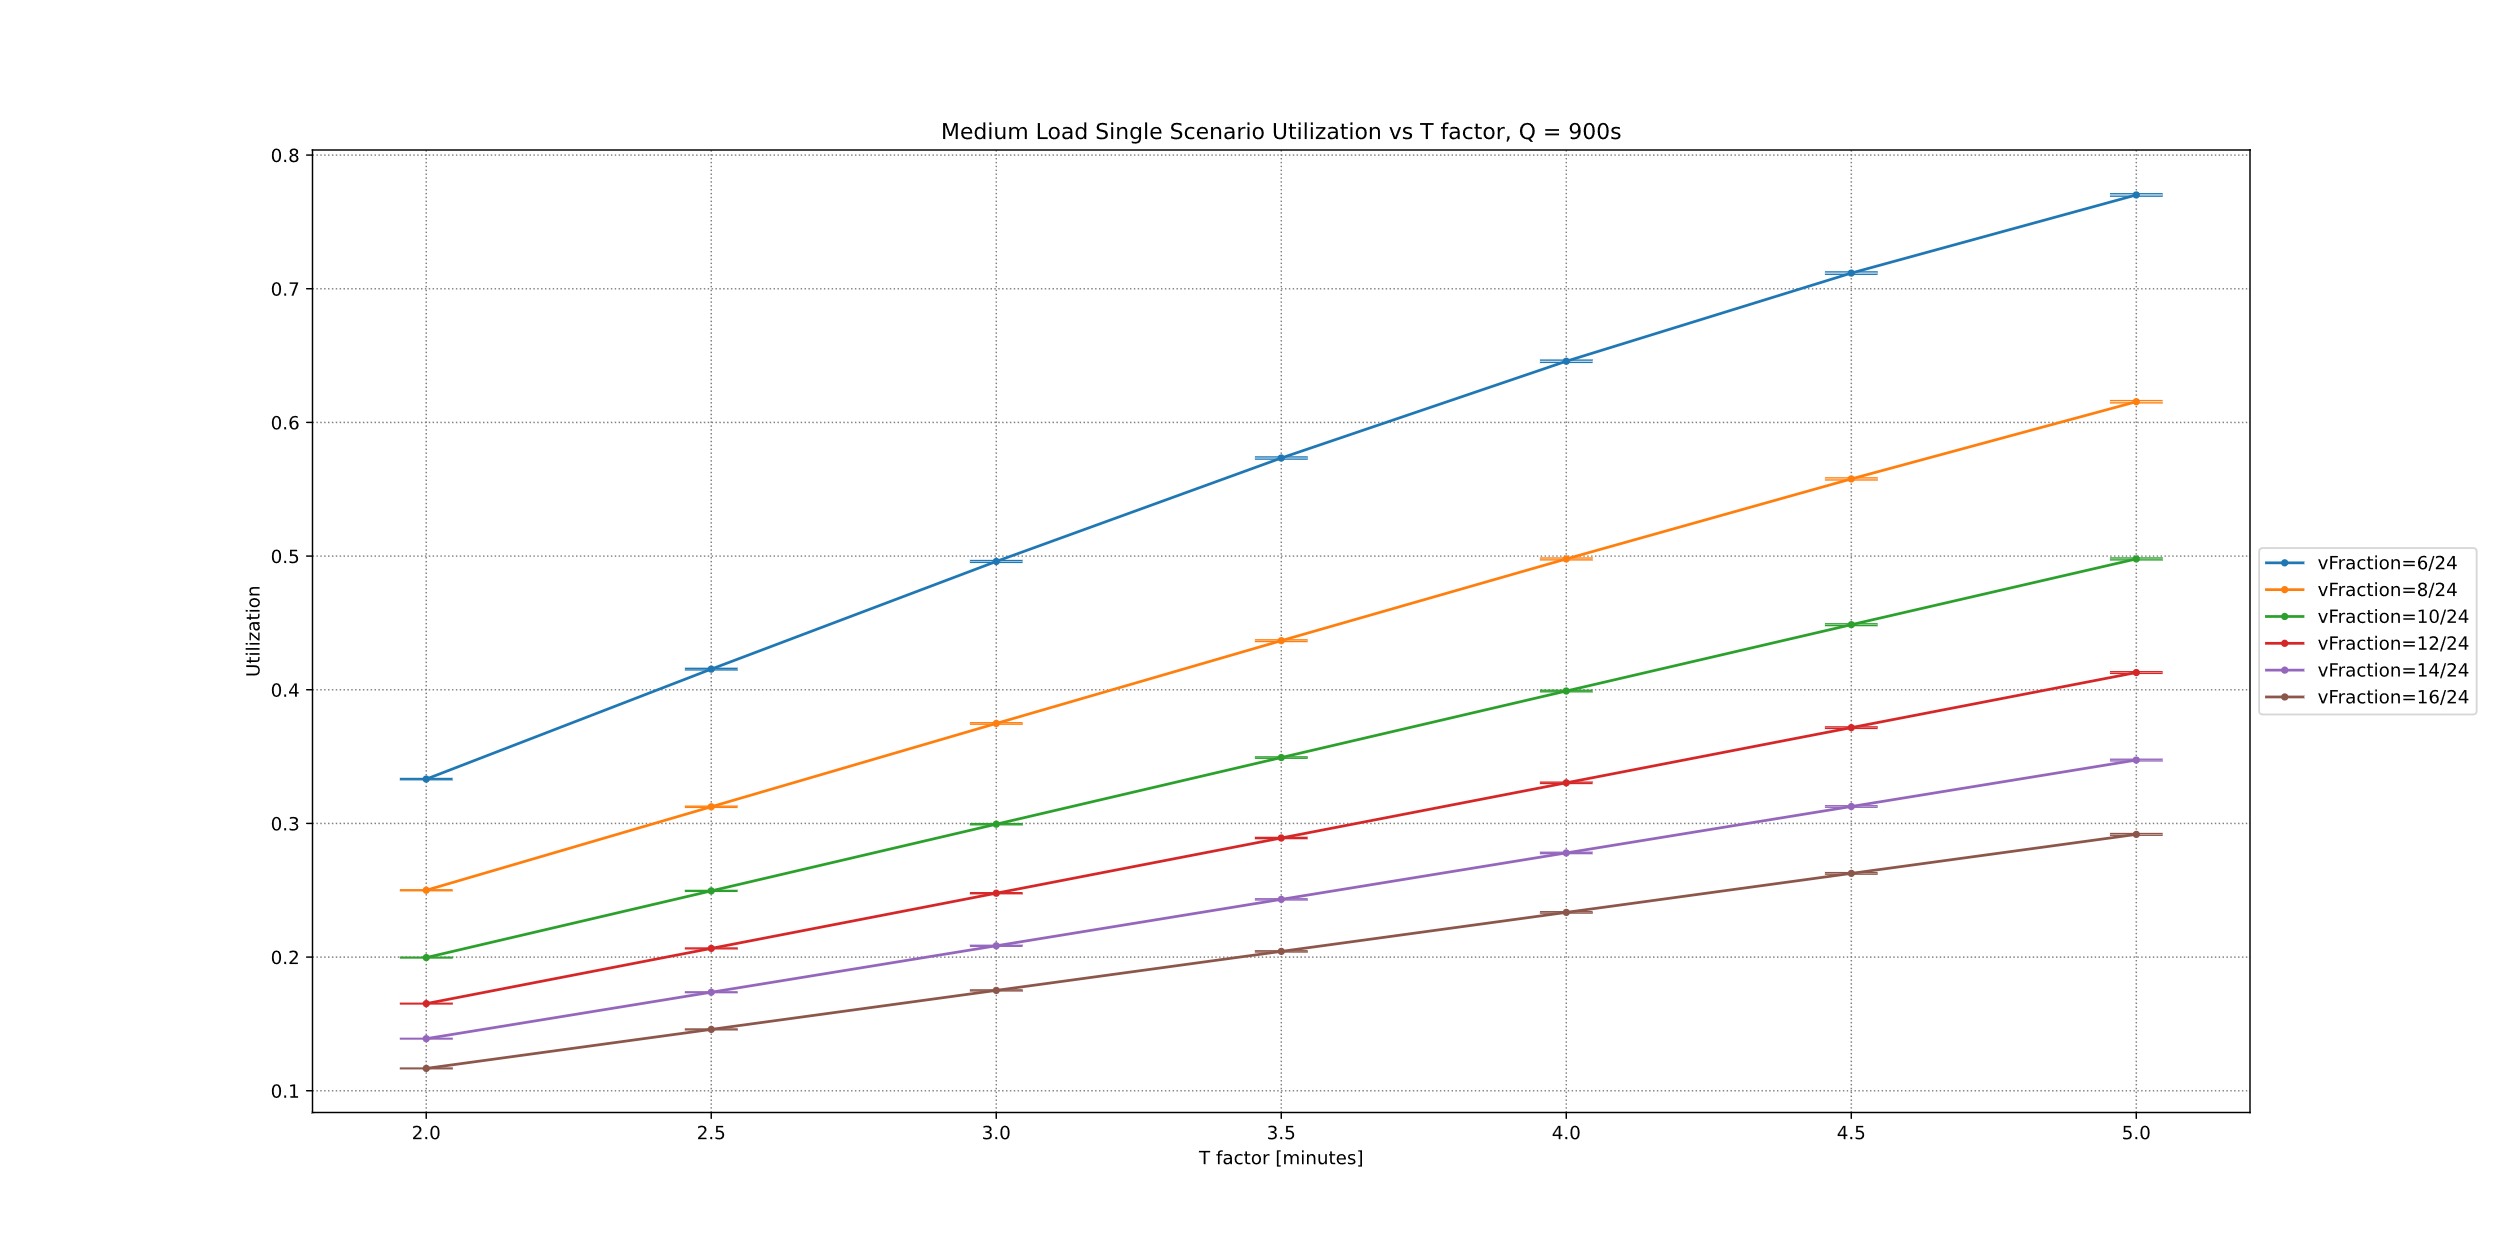 Medium Load Single Scenario Utilization vs T factor, Q = 900s
0.8
0.7
0.6
0.5
0.4
0.3
0.2
0.1
Utilization
2.0 2.5 3.0 3.5 4.0 4.5 5.0
T factor [minutes]
vFraction=6/24
vFraction=8/24
vFraction=10/24
vFraction=12/24
vFraction=14/24
vFraction=16/24